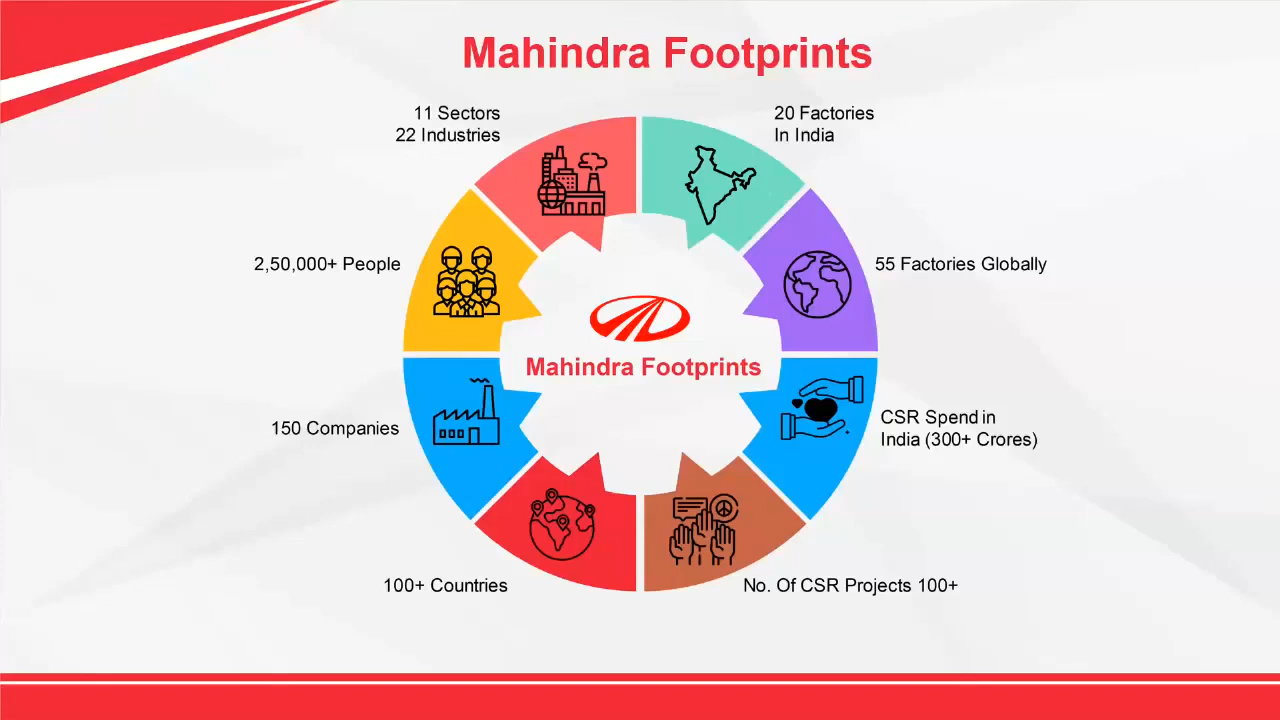 Mahindra Footprints
11 Sectors
22 Industries
20 Factories
In India
2,50,000+ People
55 Factories Globally
Mahindra Footprints
150 Companies
CSR Spend in
India (300+ Crores)
100+ Countries
No. Of CSR Projects 100+